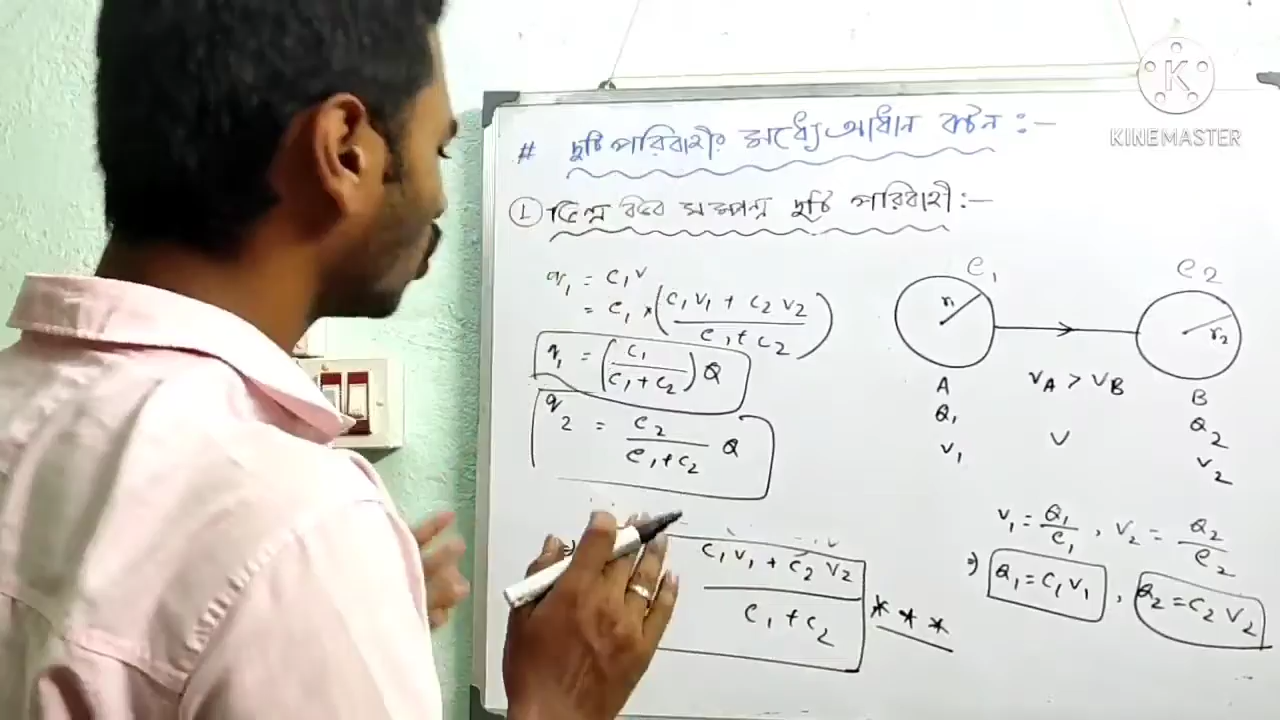 # দুটি পরিবাহীর মধ্যে আধান বন্টন :-
① ভিন্ন বিভব সম্পন্ন দুটি পরিবাহী :-
q₁ = C₁V
= C₁ × (C₁V₁ + C₂V₂ / C₁ + C₂)
q₁ = (C₁ / C₁ + C₂) Q
q₂ = C₂ / C₁ + C₂ Q
C₁V₁ + C₂V₂ / C₁ + C₂ ***
C₁ C₂
r₁ r₂
A V_A > V_B B
Q₁ Q₂
V₁ V V₂
V₁ = Q₁ / C₁ , V₂ = Q₂ / C₂
⇒ Q₁ = C₁V₁ , Q₂ = C₂V₂
KINEMASTER